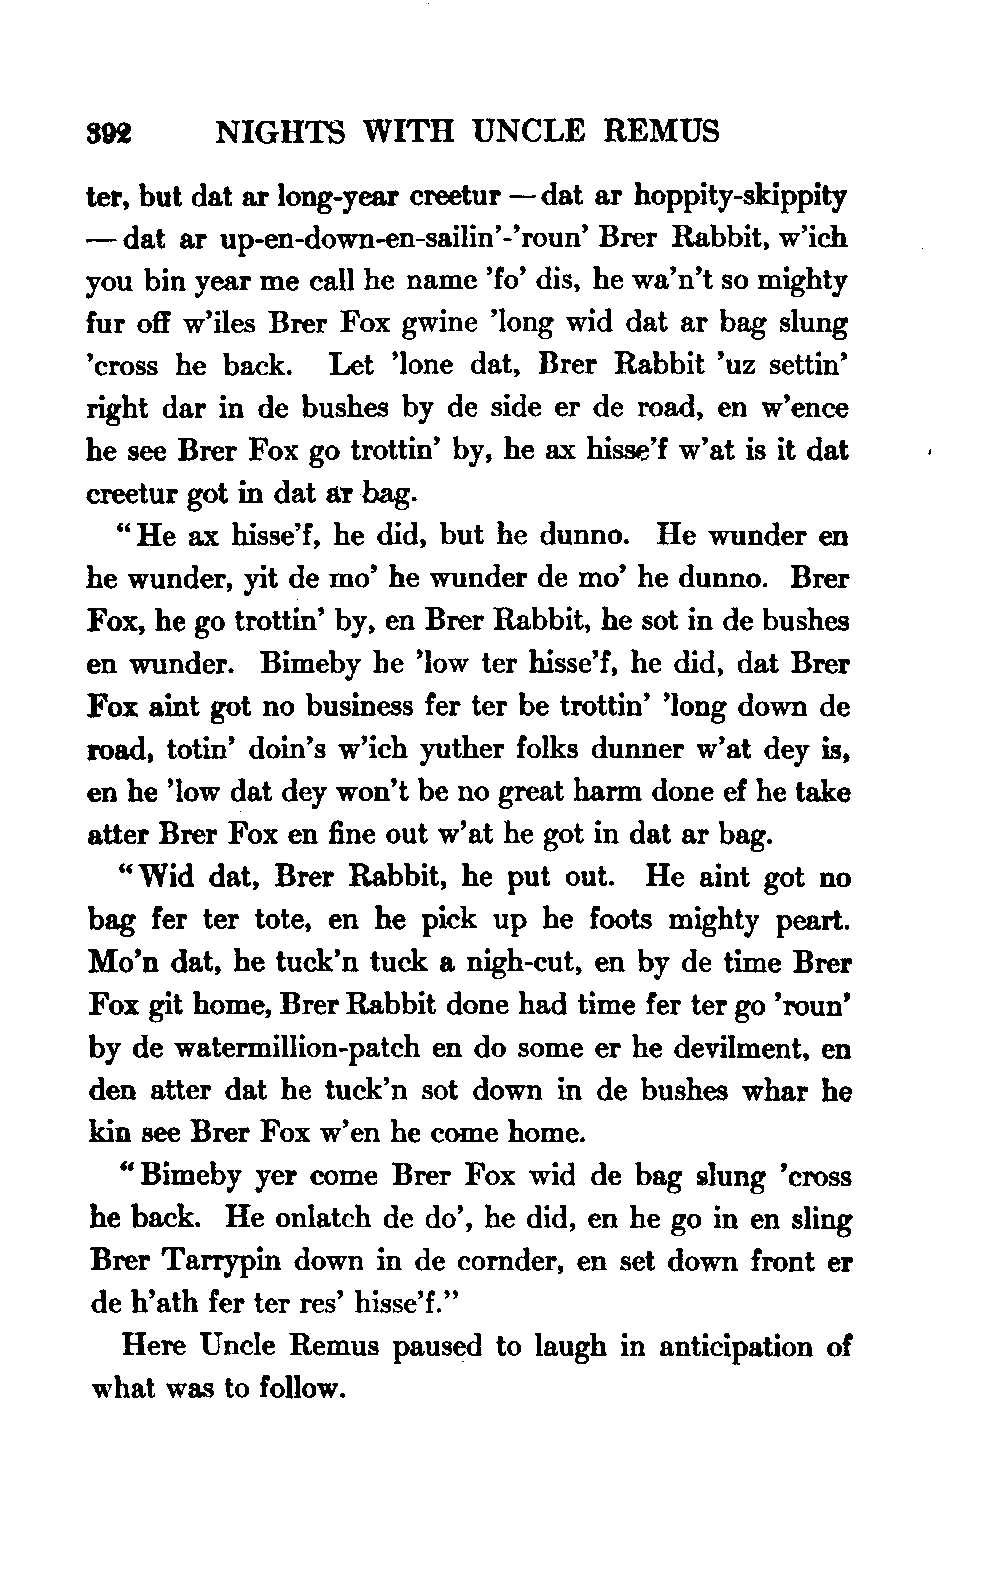 392 NIGHTS WITH UNCLE REMUS
ter, but dat ar long-year creetur — dat ar hoppity-skippity
— dat ar up-en-down-en-sailin'-'roun' Brer Rabbit, w'ich
you bin year me call he name 'fo' dis, he wa'n't so mighty
fur off w'iles Brer Fox gwine 'long wid dat ar bag slung
'cross he back. Let 'lone dat, Brer Rabbit 'uz settin'
right dar in de bushes by de side er de road, en w'ence
he see Brer Fox go trottin' by, he ax hisse'f w'at is it dat
creetur got in dat ar bag.
"He ax hisse'f, he did, but he dunno. He wunder en
he wunder, yit de mo' he wunder de mo' he dunno. Brer
Fox, he go trottin' by, en Brer Rabbit, he sot in de bushes
en wunder. Bimeby he 'low ter hisse'f, he did, dat Brer
Fox aint got no business fer ter be trottin' 'long down de
road, totin' doin's w'ich yuther folks dunner w'at dey is,
en he 'low dat dey won't be no great harm done ef he take
atter Brer Fox en fine out w'at he got in dat ar bag.
"Wid dat, Brer Rabbit, he put out. He aint got no
bag fer ter tote, en he pick up he foots mighty peart.
Mo'n dat, he tuck'n tuck a nigh-cut, en by de time Brer
Fox git home, Brer Rabbit done had time fer ter go 'roun'
by de watermillion-patch en do some er he devilment, en
den atter dat he tuck'n sot down in de bushes whar he
kin see Brer Fox w'en he come home.
"Bimeby yer come Brer Fox wid de bag slung 'cross
he back. He onlatch de do', he did, en he go in en sling
Brer Tarrypin down in de cornder, en set down front er
de h'ath fer ter res' hisse'f."
Here Uncle Remus paused to laugh in anticipation of
what was to follow.